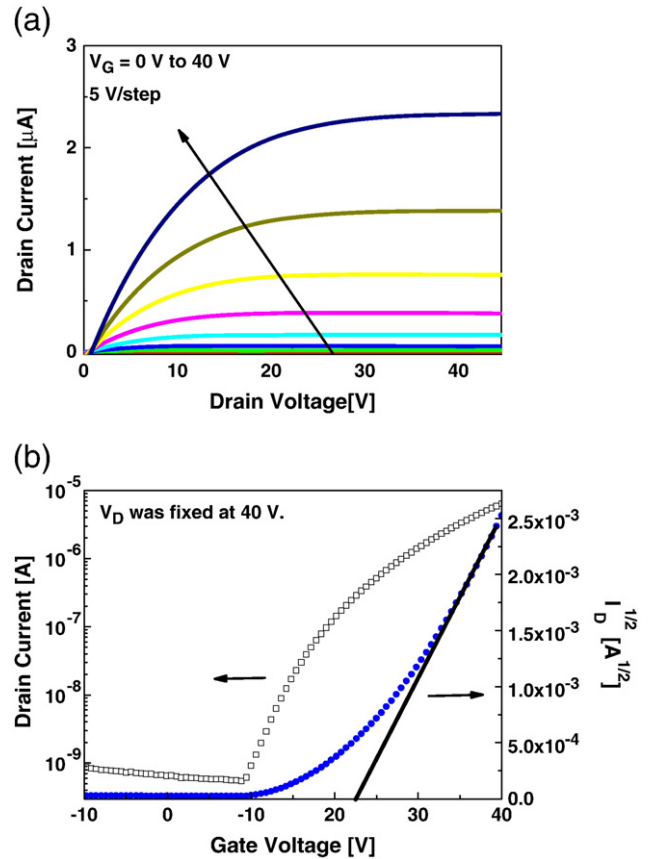 (a)
3
V_G = 0 V to 40 V
5 V/step
2
1
0
Drain Current [µA]
0 10 20 30 40
Drain Voltage[V]
(b)
V_D was fixed at 40 V.
10^-5
10^-6
10^-7
10^-8
10^-9
Drain Current [A]
2.5x10^-3
2.0x10^-3
1.5x10^-3
1.0x10^-3
5.0x10^-4
0.0
I_D^1/2 [A^1/2]
-10 0 -10 -20 30 40
Gate Voltage [V]